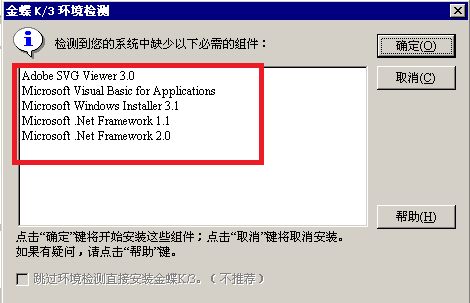 金蝶 K/3 环境检测
检测到您的系统中缺少以下必需的组件：
确定(O)
取消(C)
Adobe SVG Viewer 3.0
Microsoft Visual Basic for Applications
Microsoft Windows Installer 3.1
Microsoft .Net Framework 1.1
Microsoft .Net Framework 2.0
帮助(H)
点击“确定”键将开始安装这些组件；点击“取消”键将取消安装。
如果有疑问，请点击“帮助”键。
跳过环境检测直接安装金蝶K/3。（不推荐）